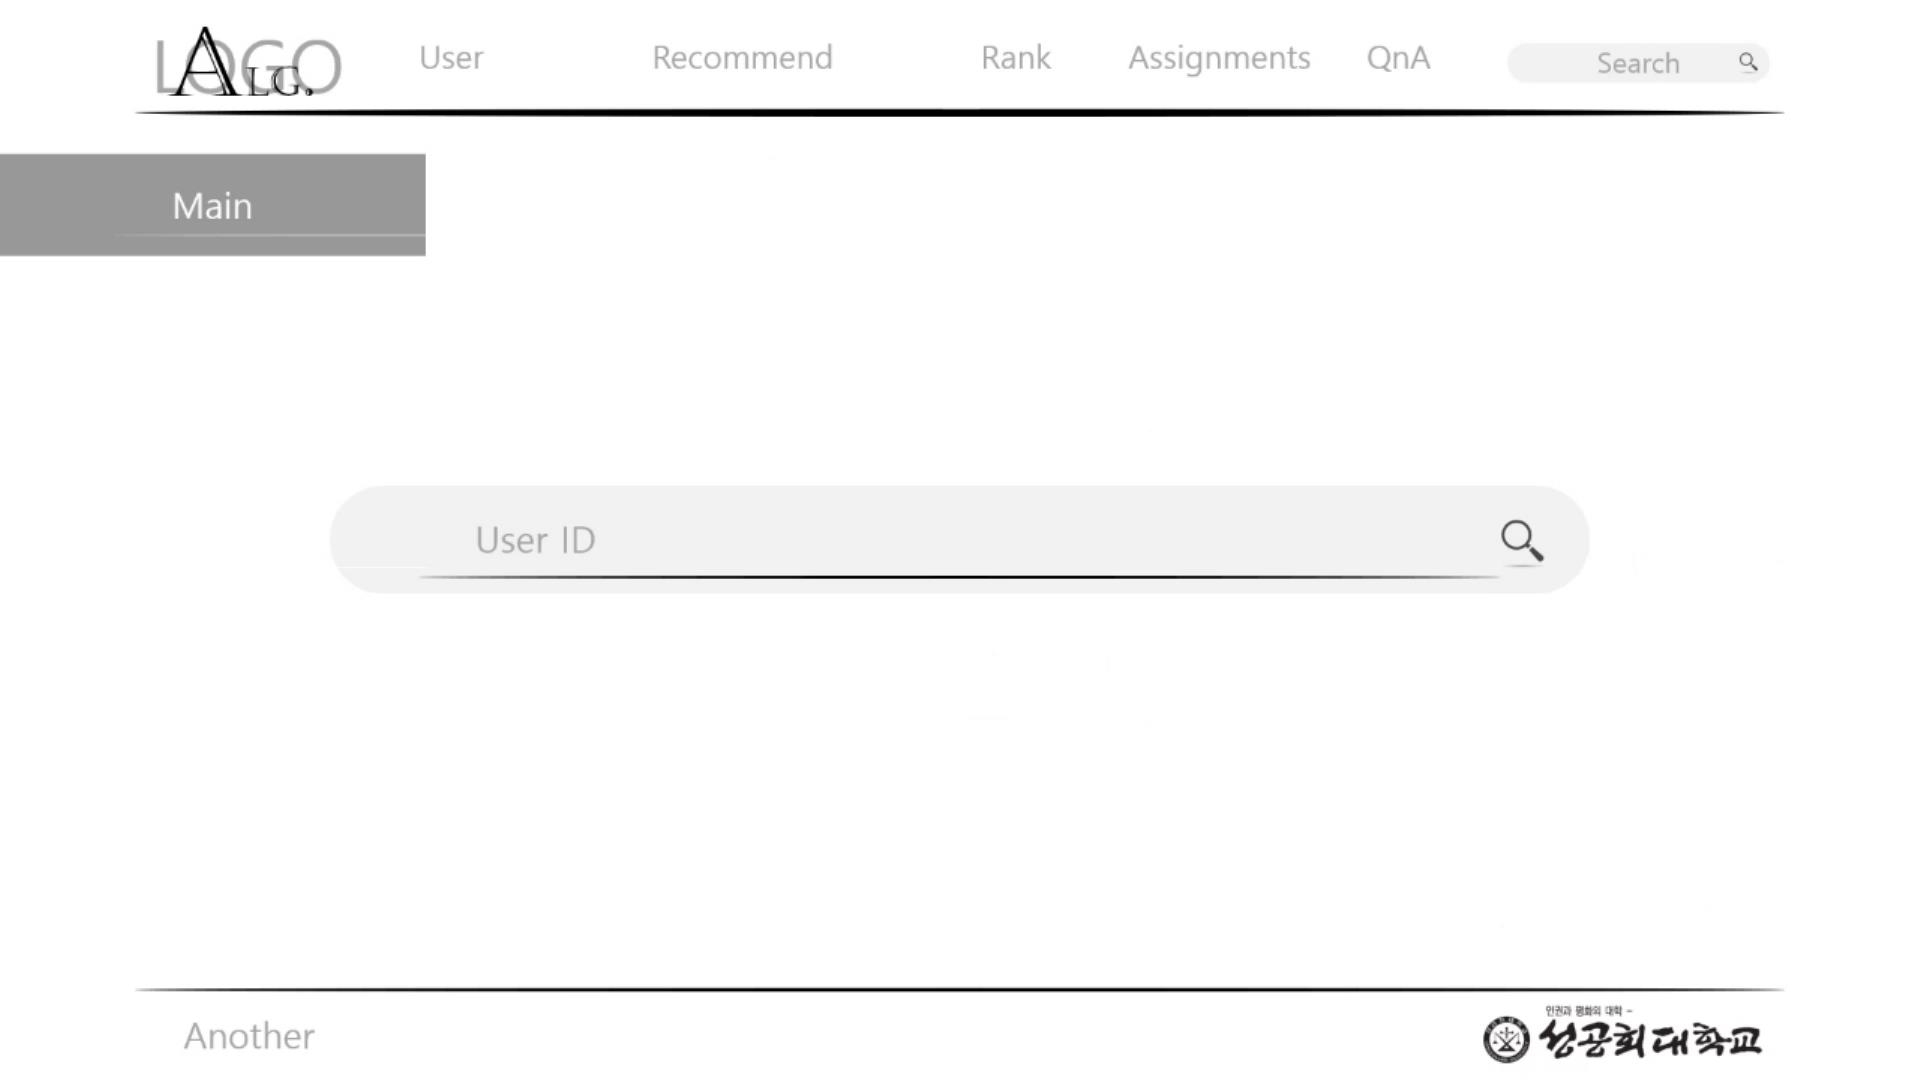 LOGO
ALG.
User
Recommend
Rank
Assignments
QnA
Search
Main
User ID
Another
인권과 평화의 대학
성공회대학교